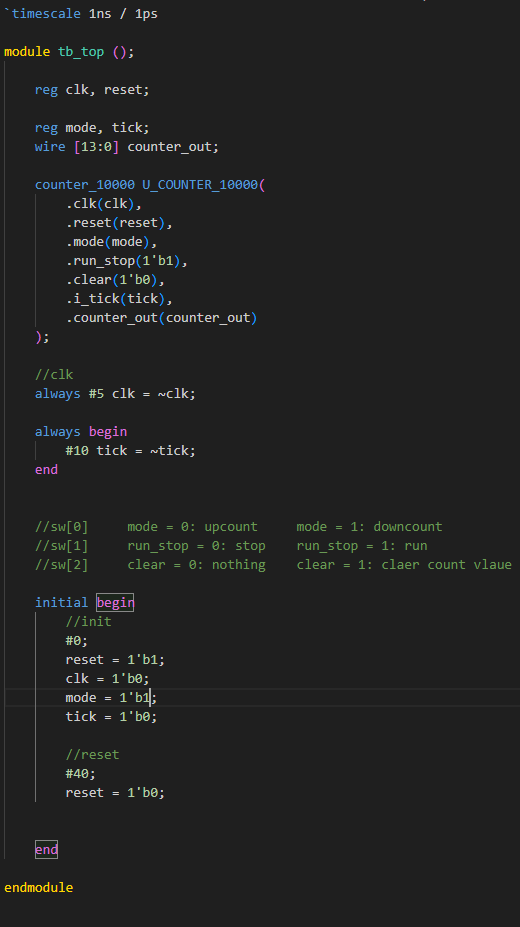 `timescale 1ns / 1ps
module tb_top ();
reg clk, reset;
reg mode, tick;
wire [13:0] counter_out;
counter_10000 U_COUNTER_10000(
.clk(clk),
.reset(reset),
.mode(mode),
.run_stop(1'b1),
.clear(1'b0),
.i_tick(tick),
.counter_out(counter_out)
);
//clk
always #5 clk = ~clk;
always begin
#10 tick = ~tick;
end
//sw[0]     mode = 0: upcount     mode = 1: downcount
//sw[1]     run_stop = 0: stop    run_stop = 1: run
//sw[2]     clear = 0: nothing    clear = 1: claer count vlaue
initial begin
//init
#0;
reset = 1'b1;
clk = 1'b0;
mode = 1'b1;
tick = 1'b0;
//reset
#40;
reset = 1'b0;
end
endmodule